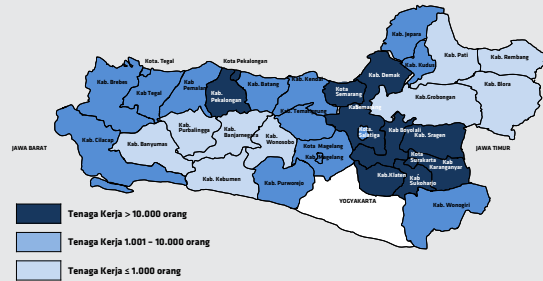 Kab. Jepara
Kab. Pati
Kab. Rembang
Kab. Kudus
Kota. Tegal
Kota Pekalongan
Kab. Demak
Kab. Brebes
Kab
Pemalang
Kab. Batang
Kab. Kendal
Kota
Semarang
Kab. Blora
Kab Tegal
Kab.
Pekalongan
Kab.Grobongan
Kab. Temanggung
Kab.Semarang
Kab. Cilacap
Kab. Banyumas
Kab.
Purbalingga
Kab.
Banjarnegara
Kab.
Wonosobo
Kota
Salatiga
Kab Boyolali
Kab. Sragen
JAWA BARAT
Kota Magelang
Kab. Magelang
Kota
Surakarta
JAWA TIMUR
Kab
Karanganyar
Kab. Kebumen
Kab. Purworejo
Kab.Klaten
Kab
Sukoharjo
YOGYAKARTA
Kab. Wonogiri
Tenaga Kerja > 10.000 orang
Tenaga Kerja 1.001 - 10.000 orang
Tenaga Kerja ≤ 1.000 orang